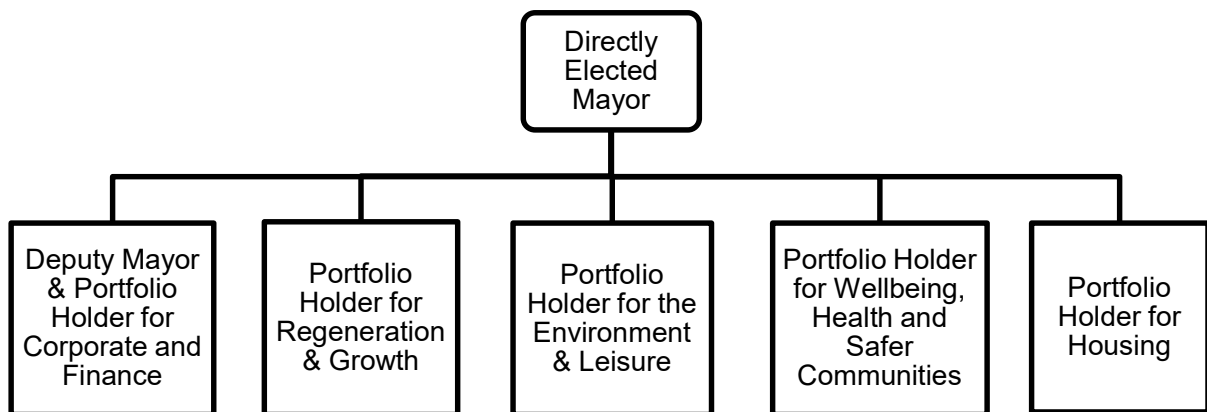 Directly
Elected
Mayor
Deputy Mayor
& Portfolio
Holder for
Corporate and
Finance
Portfolio
Holder for
Regeneration
& Growth
Portfolio
Holder for the
Environment
& Leisure
Portfolio Holder
for Wellbeing,
Health and
Safer
Communities
Portfolio
Holder for
Housing